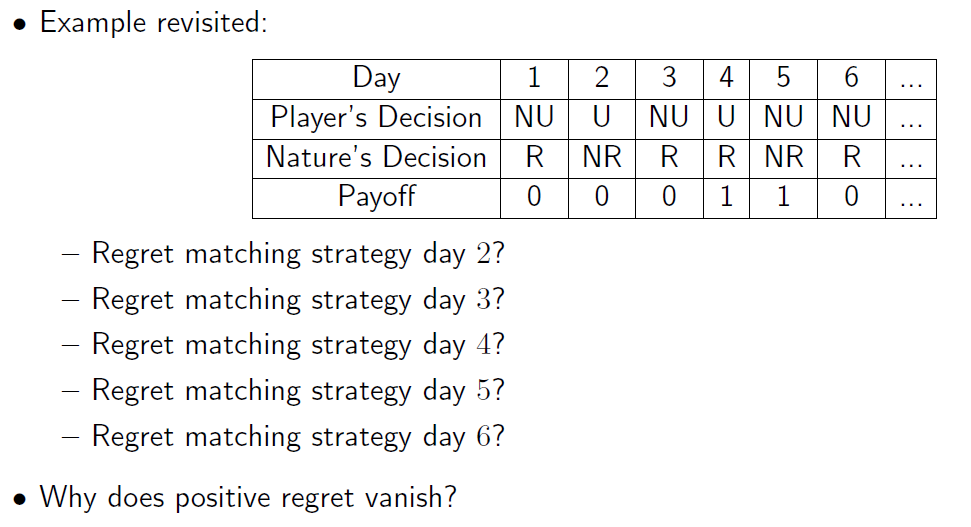 • Example revisited:
Day 1 2 3 4 5 6 ...
Player's Decision NU U NU U NU NU ...
Nature's Decision R NR R R NR R ...
Payoff 0 0 0 1 1 0 ...
– Regret matching strategy day 2?
– Regret matching strategy day 3?
– Regret matching strategy day 4?
– Regret matching strategy day 5?
– Regret matching strategy day 6?
• Why does positive regret vanish?